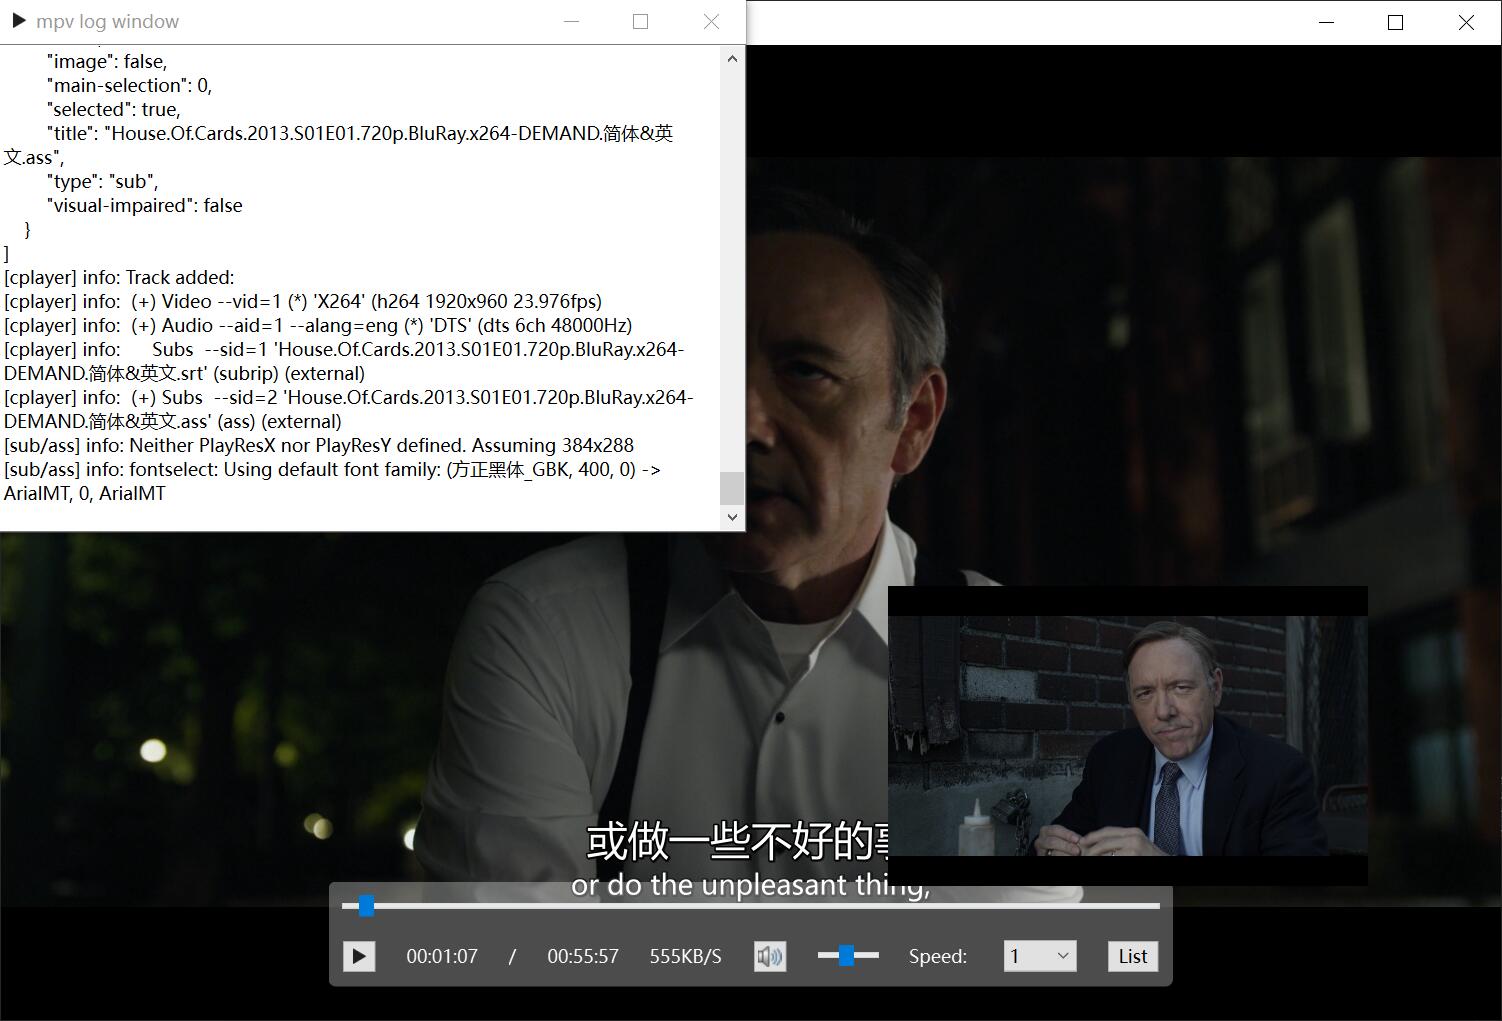 mpv log window
"image": false,
"main-selection": 0,
"selected": true,
"title": "House.Of.Cards.2013.S01E01.720p.BluRay.x264-DEMAND.简体&英
文.ass",
"type": "sub",
"visual-impaired": false
}
]
[cplayer] info: Track added:
[cplayer] info:  (+) Video --vid=1 (*) 'X264' (h264 1920x960 23.976fps)
[cplayer] info:  (+) Audio --aid=1 --alang=eng (*) 'DTS' (dts 6ch 48000Hz)
[cplayer] info:      Subs  --sid=1 'House.Of.Cards.2013.S01E01.720p.BluRay.x264-
DEMAND.简体&英文.srt' (subrip) (external)
[cplayer] info:  (+) Subs  --sid=2 'House.Of.Cards.2013.S01E01.720p.BluRay.x264-
DEMAND.简体&英文.ass' (ass) (external)
[sub/ass] info: Neither PlayResX nor PlayResY defined. Assuming 384x288
[sub/ass] info: fontselect: Using default font family: (方正黑体_GBK, 400, 0) ->
ArialMT, 0, ArialMT
或做一些不好的
or do the unpleasant thing,
00:01:07 / 00:55:57 555KB/S Speed: 1 List